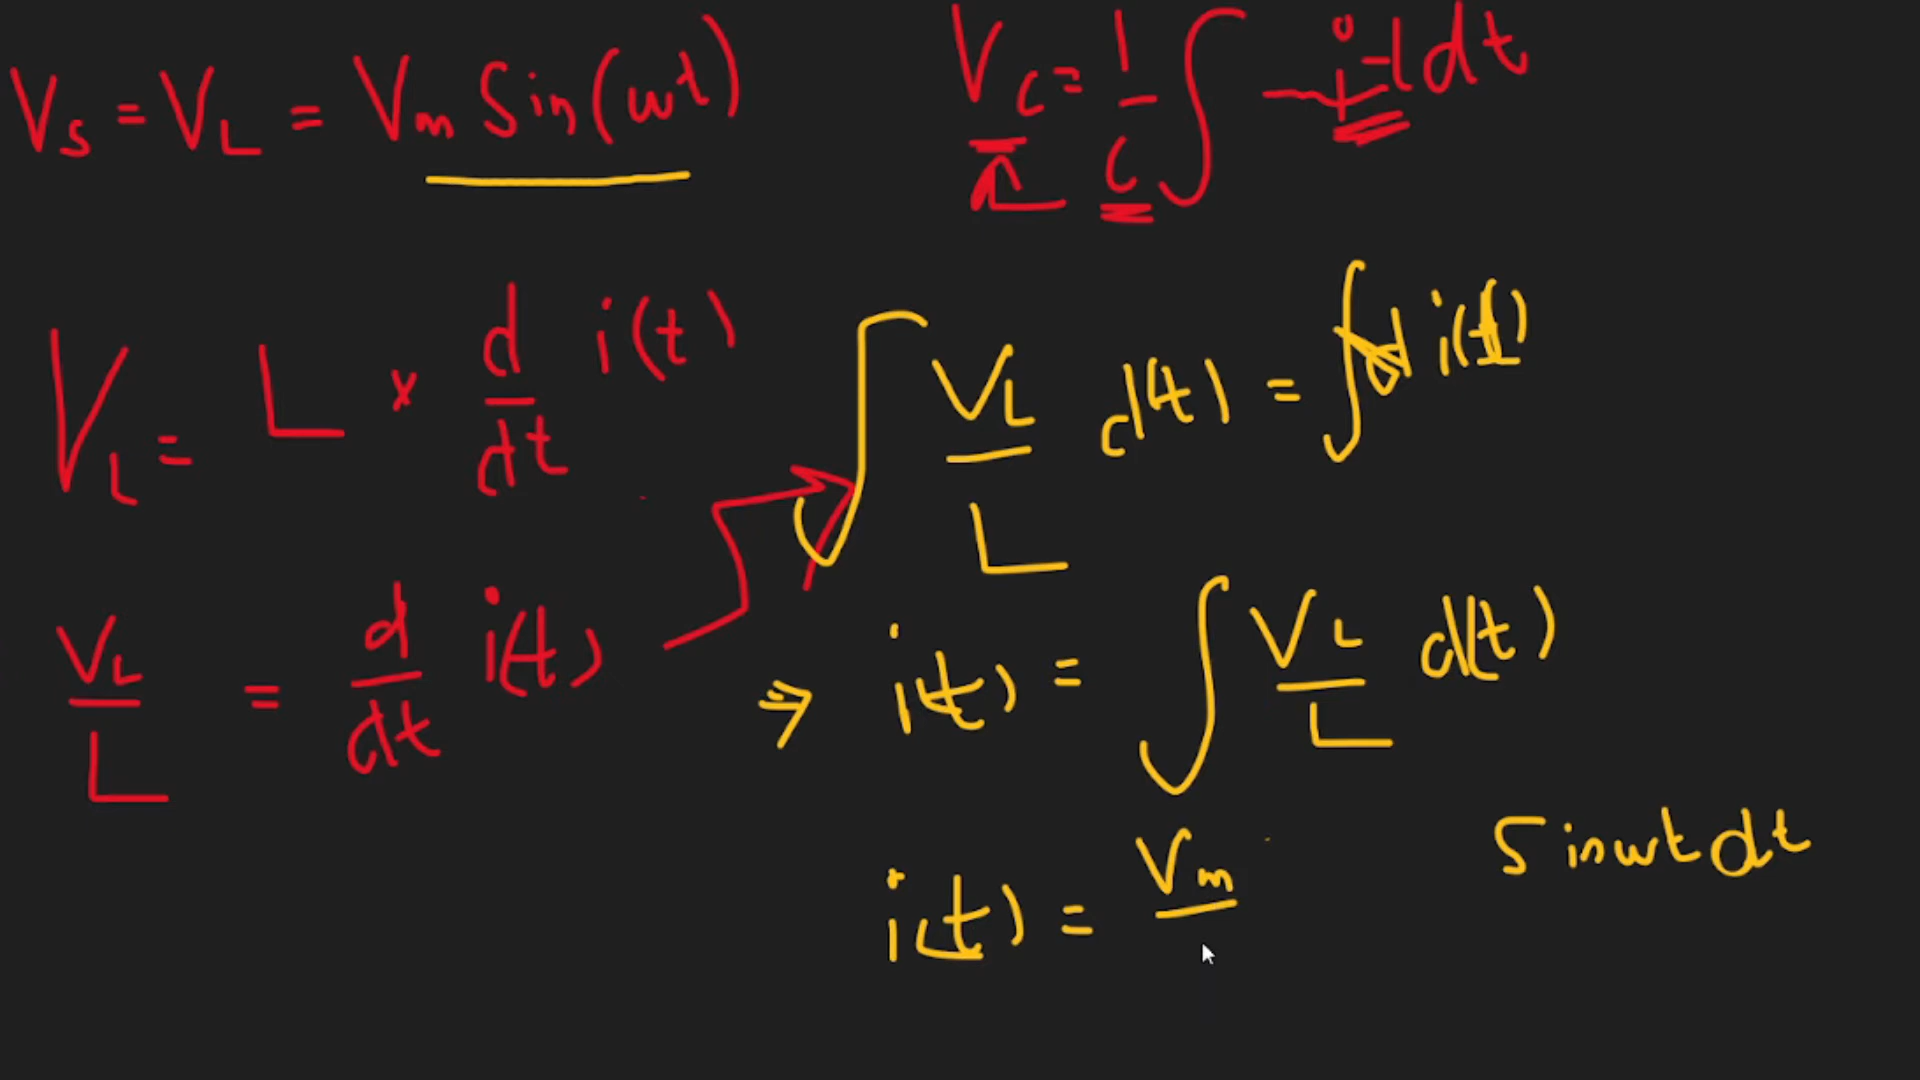 Vs = VL = Vm Sin(wt)
Vc = 1/c ∫ i dt
VL = L × d/dt i(t)
∫ VL/L d(t) = ∫ d i(t)
VL/L = d/dt i(t)
⇒ i(t) = ∫ VL/L d(t)
i(t) = Vm/ Sinwt dt